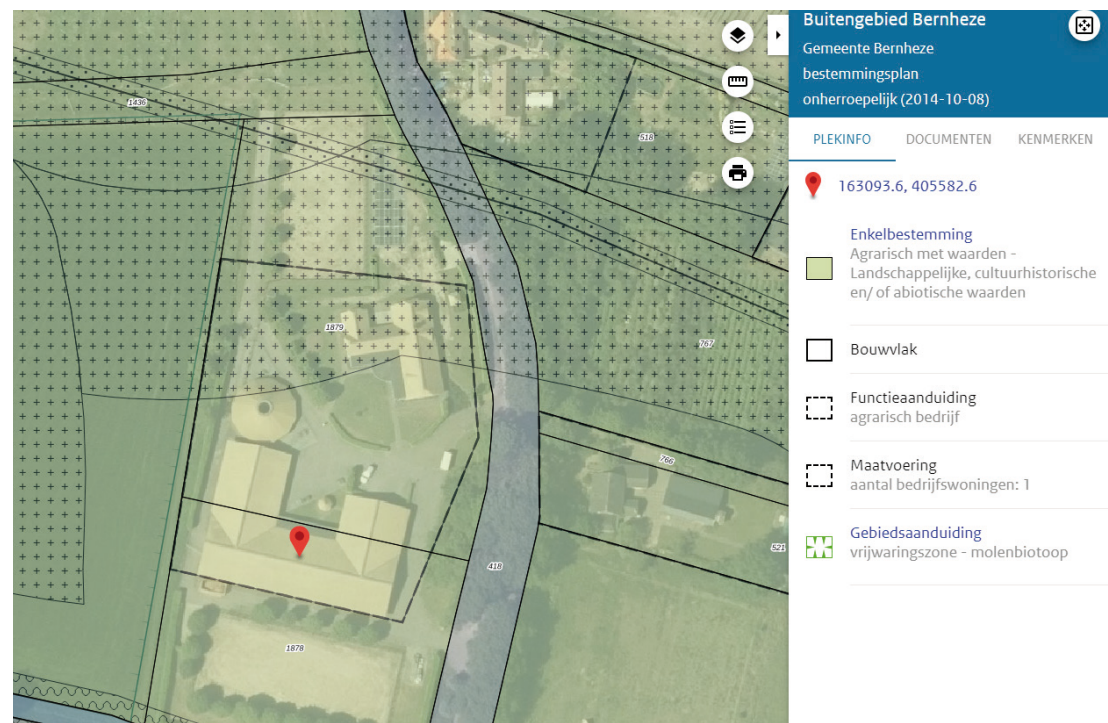 1436
518
1879
767
766
521
418
1878
Buitengebied Bernheze
Gemeente Bernheze
bestemmingsplan
onherroepelijk (2014-10-08)
PLEKINFO DOCUMENTEN KENMERKEN
163093.6, 405582.6
Enkelbestemming
Agrarisch met waarden -
Landschappelijke, cultuurhistorische
en/ of abiotische waarden
Bouwvlak
Functieaanduiding
agrarisch bedrijf
Maatvoering
aantal bedrijfswoningen: 1
Gebiedsaanduiding
vrijwaringszone - molenbiotoop